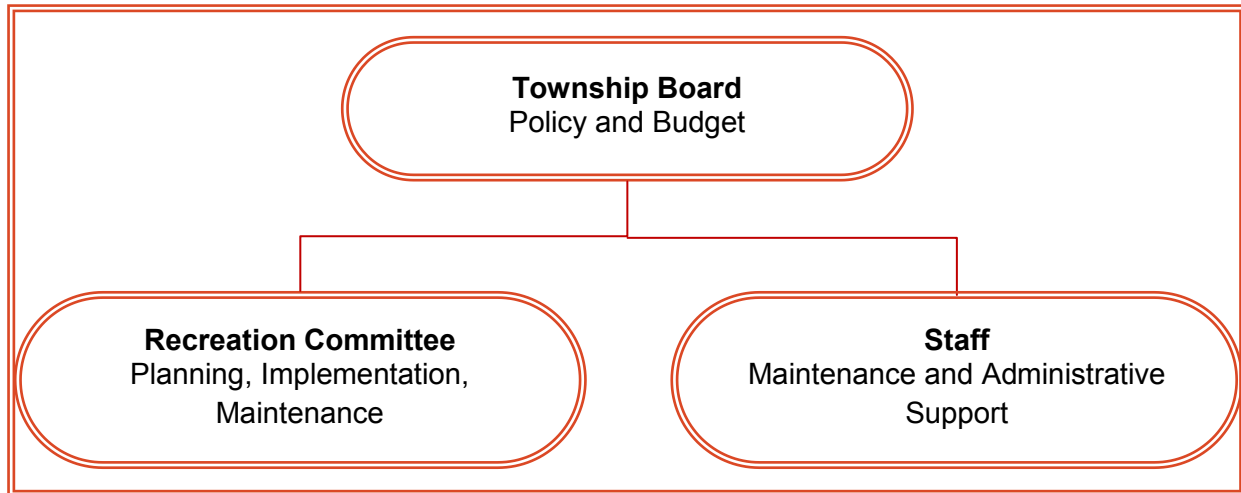 Township Board
Policy and Budget
Recreation Committee
Planning, Implementation,
Maintenance
Staff
Maintenance and Administrative
Support